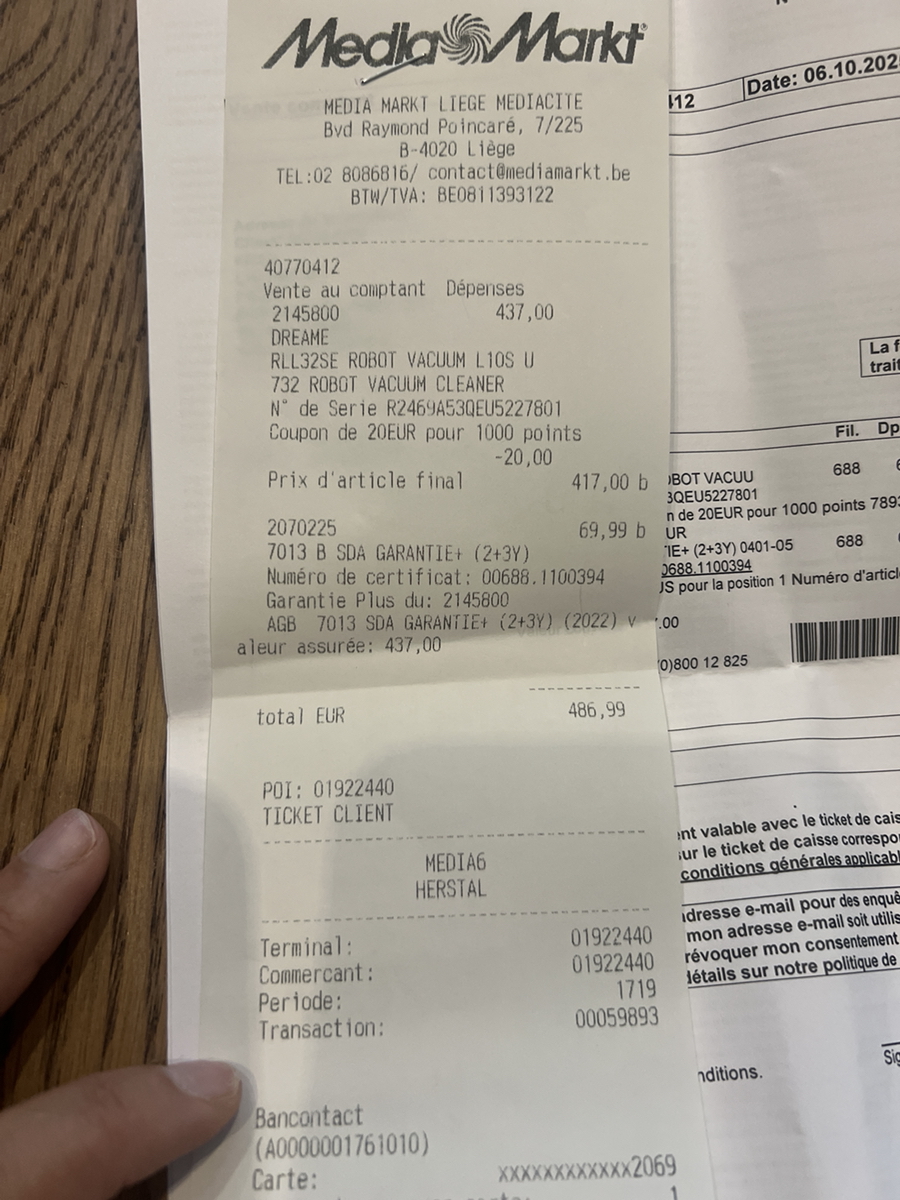 Media Markt
MEDIA MARKT LIEGE MEDIACITE
Bvd Raymond Poincaré, 7/225
B-4020 Liège
TEL:02 8086816/ contact@mediamarkt.be
BTW/TVA: BE0811393122
40770412
Vente au comptant Dépenses
2145800 437,00
DREAME
RLL32SE ROBOT VACUUM L10S U
732 ROBOT VACUUM CLEANER
N° de Serie R2469A53QEU5227801
Coupon de 20EUR pour 1000 points
-20,00
Prix d'article final 417,00 b
2070225 69,99 b
7013 B SDA GARANTIE+ (2+3Y)
Numéro de certificat: 00688.1100394
Garantie Plus du: 2145800
AGB 7013 SDA GARANTIE+ (2+3Y) (2022) v
aleur assurée: 437,00
total EUR 486,99
POI: 01922440
TICKET CLIENT
MEDIA6
HERSTAL
Terminal: 01922440
Commercant: 01922440
Periode: 1719
Transaction: 00059893
Bancontact
(A0000001761010)
Carte: xxxxxxxxxxxx2069
412 Date: 06.10.202
La f
trait
Fil. Dp
OBOT VACUU 688
3QEU5227801
n de 20EUR pour 1000 points 789
UR
TIE+ (2+3Y) 0401-05 688
00688.1100394
US pour la position 1 Numéro d'articl
.00
0)800 12 825
ent valable avec le ticket de cais
sur le ticket de caisse correspo
conditions générales applicabl
adresse e-mail pour des enquê
mon adresse e-mail soit utilis
révoquer mon consentement
détails sur notre politique de
Sig
nditions.